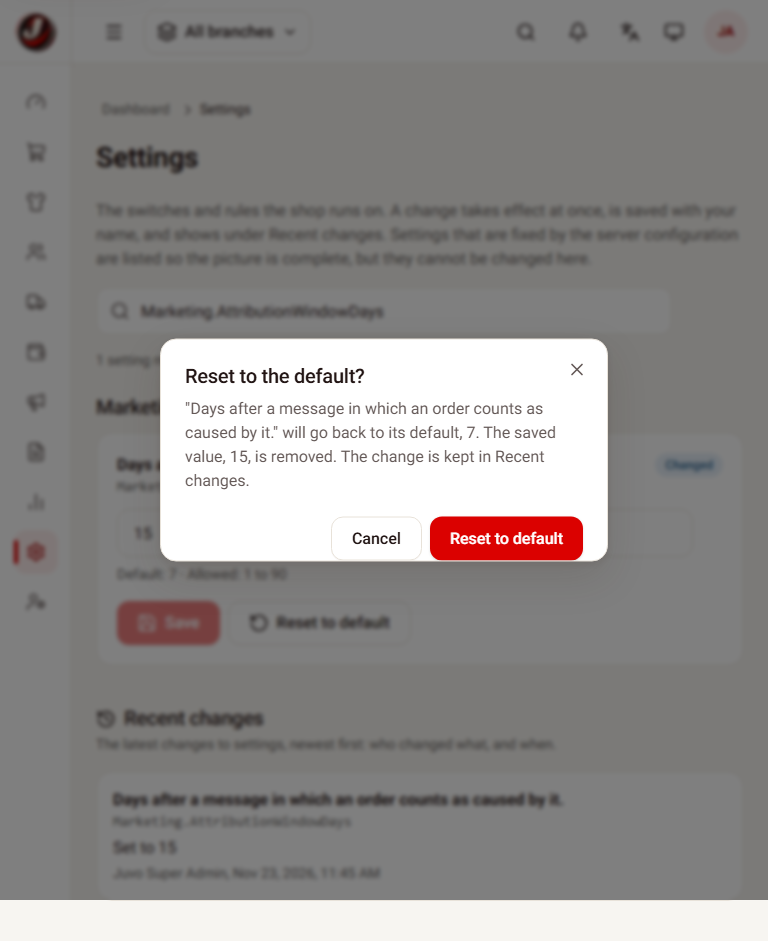 J
All branches
JA
Dashboard
Settings
Settings
The switches and rules the shop runs on. A change takes effect at once, is saved with your
name, and shows under Recent changes. Settings that are fixed by the server configuration
are listed so the picture is complete, but they cannot be changed here.
Marketing.AttributionWindowDays
1 setting
Reset to the default?
"Days after a message in which an order counts as
caused by it." will go back to its default, 7. The saved
value, 15, is removed. The change is kept in Recent
changes.
Cancel
Reset to default
Changed
15
Default: 7 · Allowed: 1 to 90
Save
Reset to default
Recent changes
The latest changes to settings, newest first: who changed what, and when.
Days after a message in which an order counts as caused by it.
Marketing.AttributionWindowDays
Set to 15
Juvo Super Admin, Nov 23, 2026, 11:45 AM